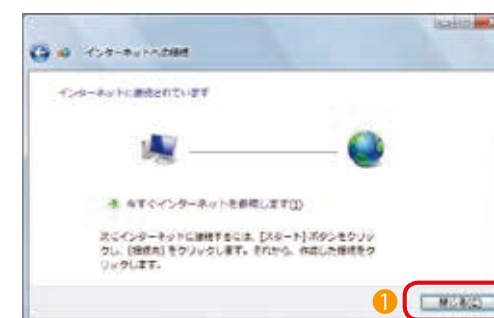 インターネットへの接続
インターネットに接続されています
今すぐインターネットを参照します(I)
次にインターネットに接続するには、[スタート] ボタンをクリッ
クし、[接続先] をクリックします。それから、作成した接続をク
リックします。
1
閉じる(C)